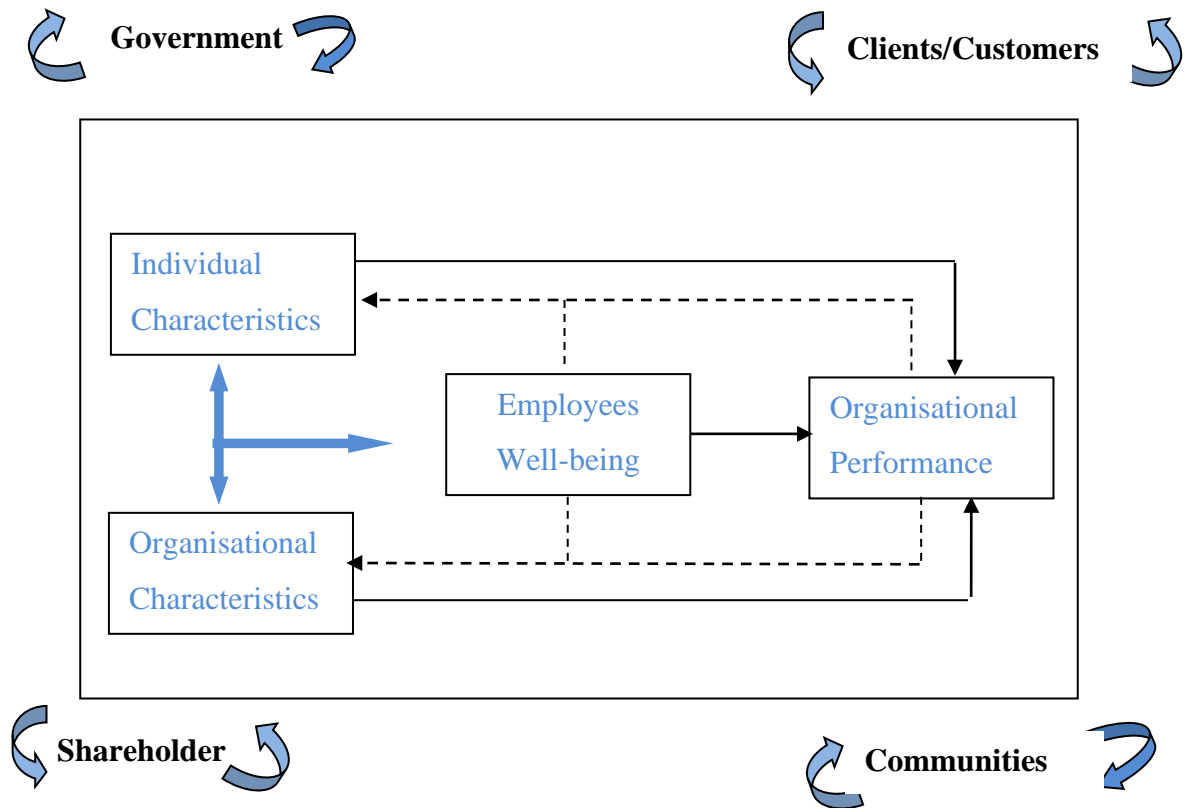 Government
Clients/Customers
Individual
Characteristics
Employees
Well-being
Organisational
Performance
Organisational
Characteristics
Shareholder
Communities